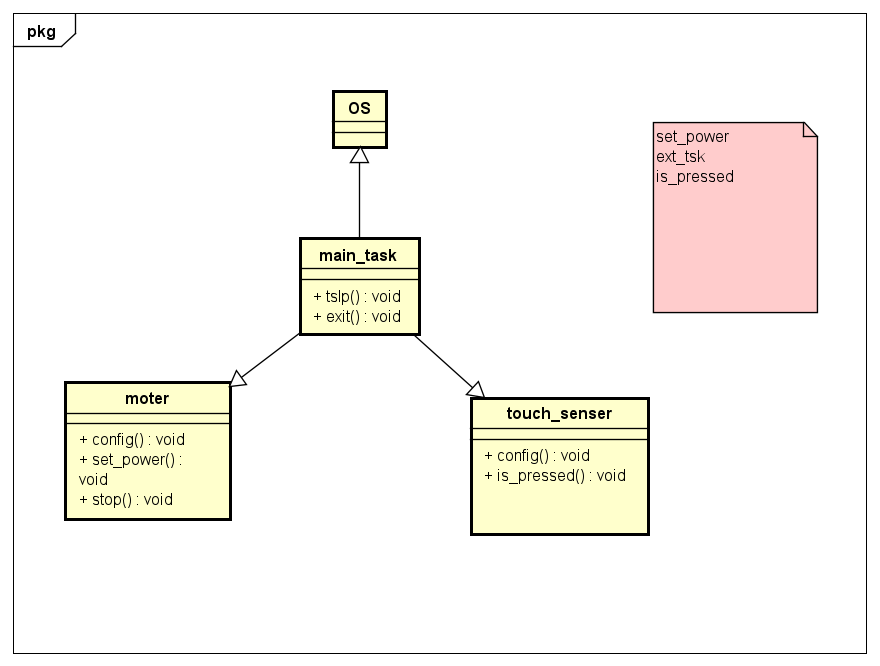 pkg
OS
set_power
ext_tsk
is_pressed
main_task
+ tslp() : void
+ exit() : void
moter
+ config() : void
+ set_power() :
void
+ stop() : void
touch_senser
+ config() : void
+ is_pressed() : void